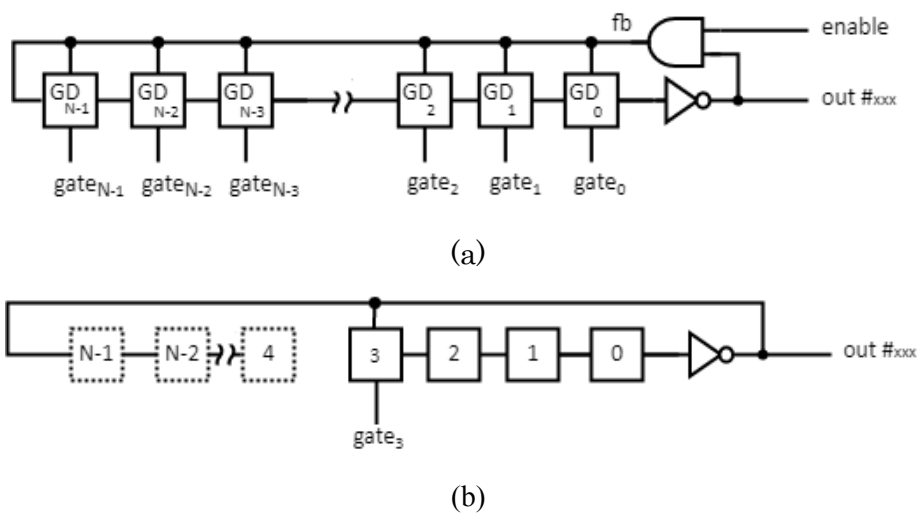 fb
enable
GD N-1 GD N-2 GD N-3 GD 2 GD 1 GD 0
out #xxx
gateN-1 gateN-2 gateN-3 gate2 gate1 gate0
(a)
N-1 N-2 4 3 2 1 0
out #xxx
gate3
(b)